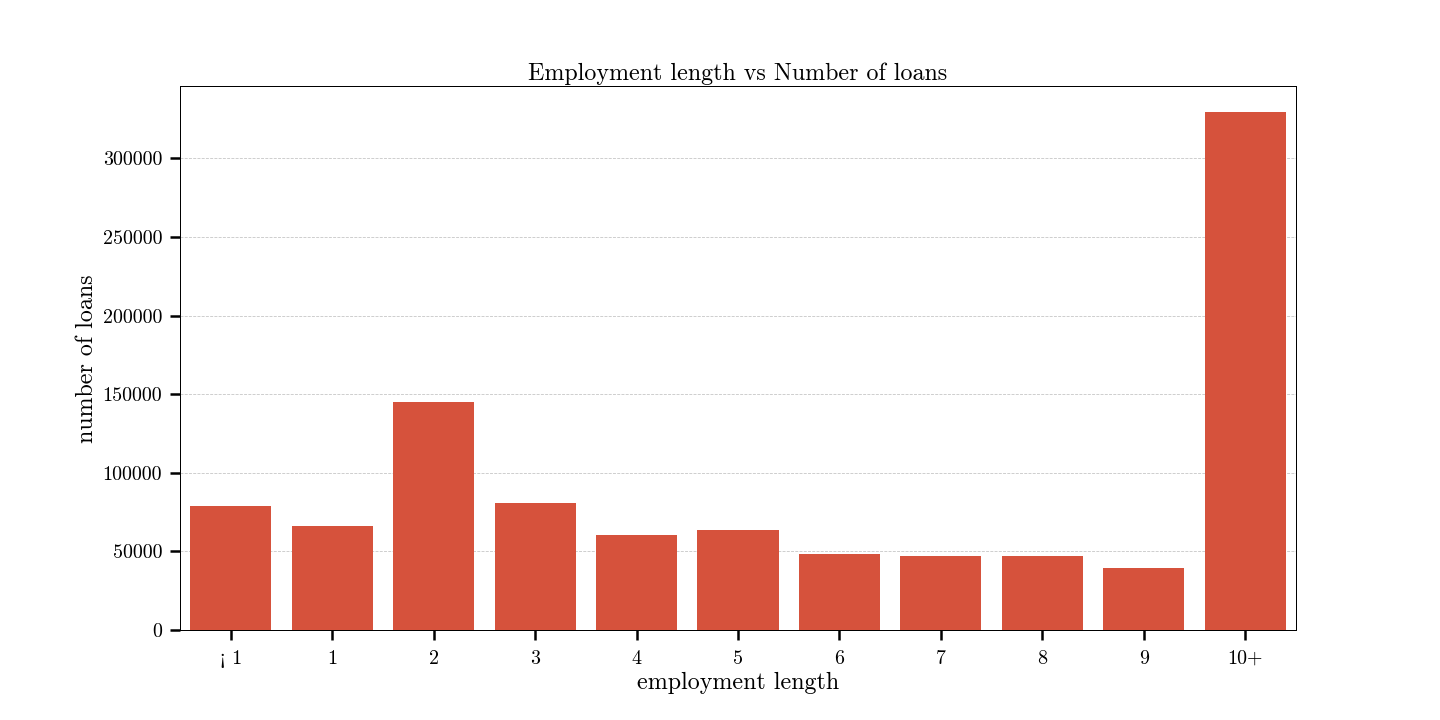 Employment length vs Number of loans
number of loans
300000
250000
200000
150000
100000
50000
0
‹ 1 1 2 3 4 5 6 7 8 9 10+
employment length